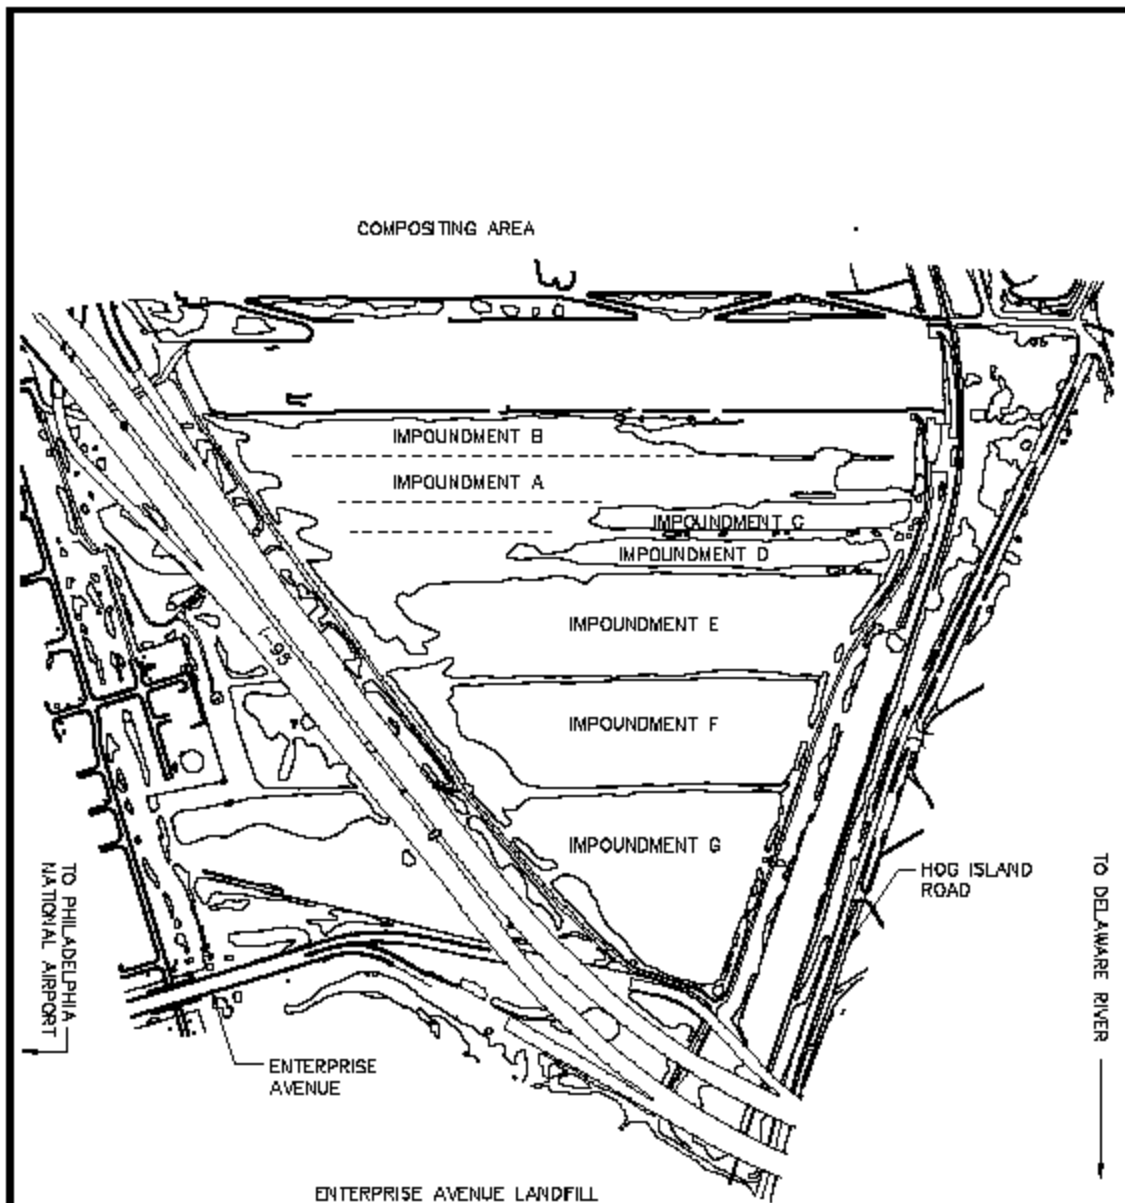 COMPOSITING AREA
IMPOUNDMENT B
IMPOUNDMENT A
IMPOUNDMENT C
IMPOUNDMENT D
IMPOUNDMENT E
I-95
IMPOUNDMENT F
IMPOUNDMENT G
HOG ISLAND
ROAD
TO PHILADELPHIA
NATIONAL AIRPORT
TO DELAWARE RIVER
ENTERPRISE
AVENUE
ENTERPRISE AVENUE LANDFILL